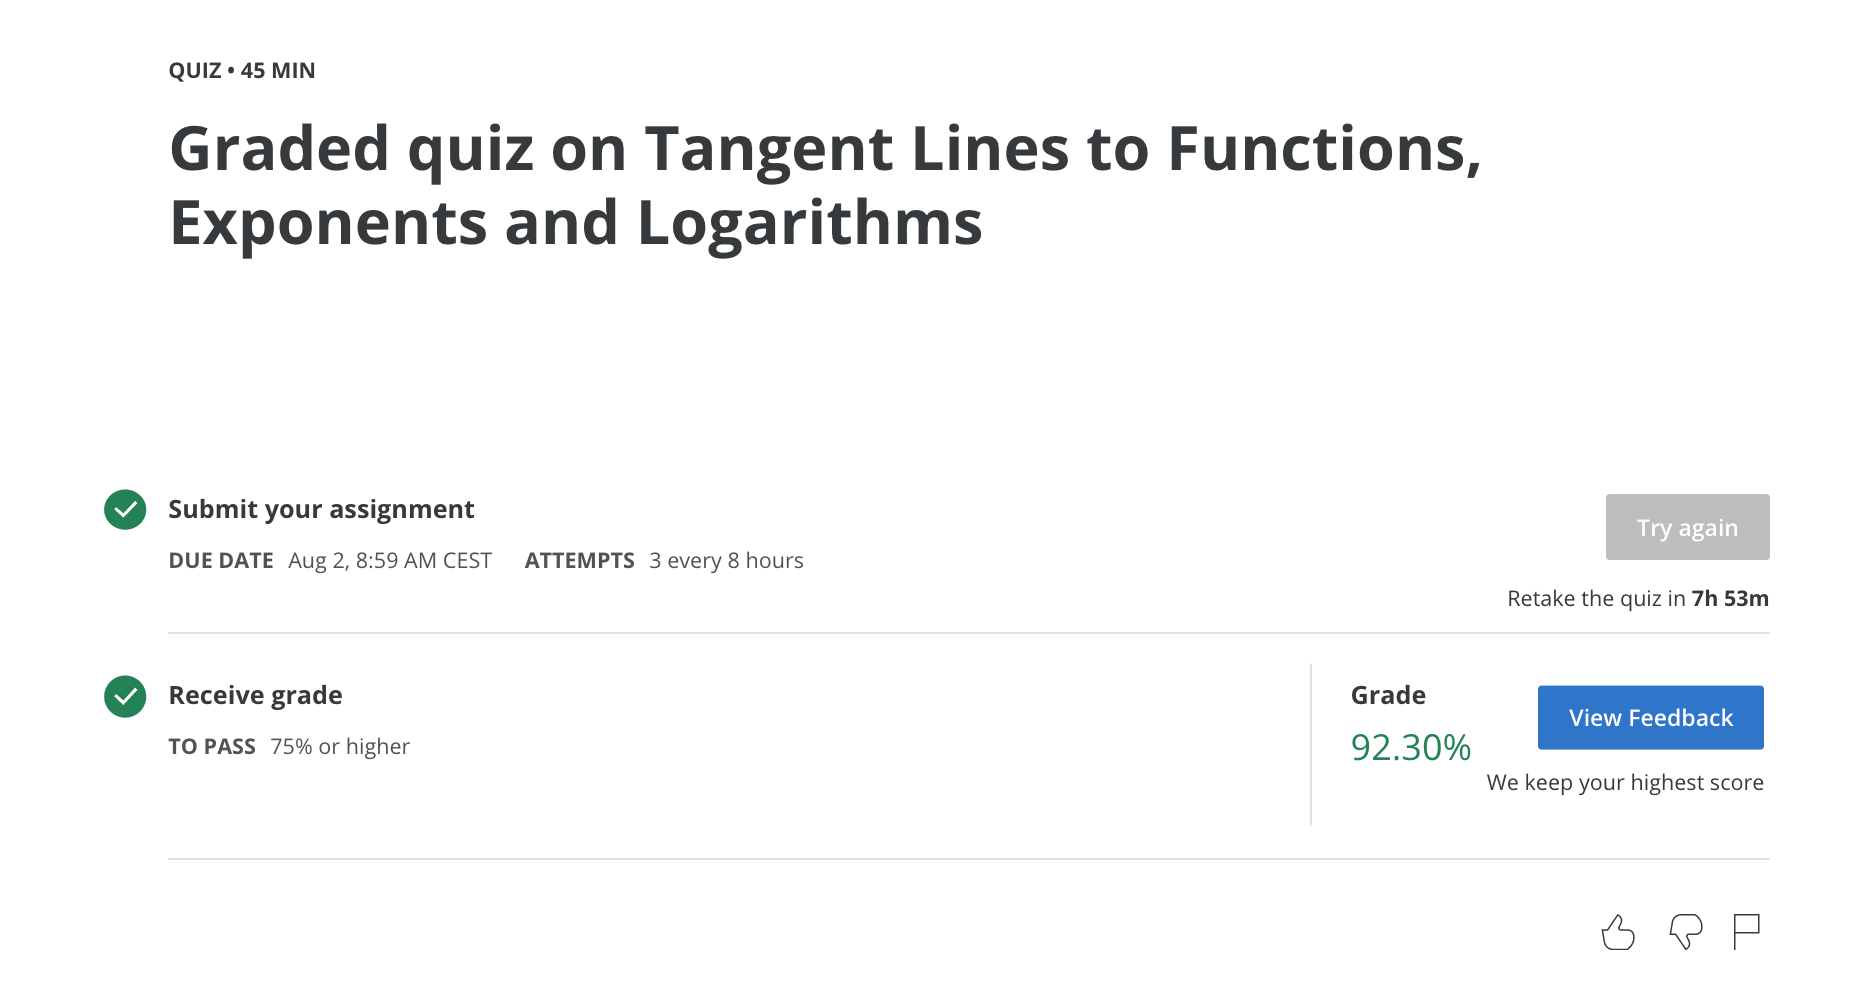 QUIZ • 45 MIN
Graded quiz on Tangent Lines to Functions,
Exponents and Logarithms
Submit your assignment
DUE DATE Aug 2, 8:59 AM CEST ATTEMPTS 3 every 8 hours
Try again
Retake the quiz in 7h 53m
Receive grade
TO PASS 75% or higher
Grade
92.30%
View Feedback
We keep your highest score